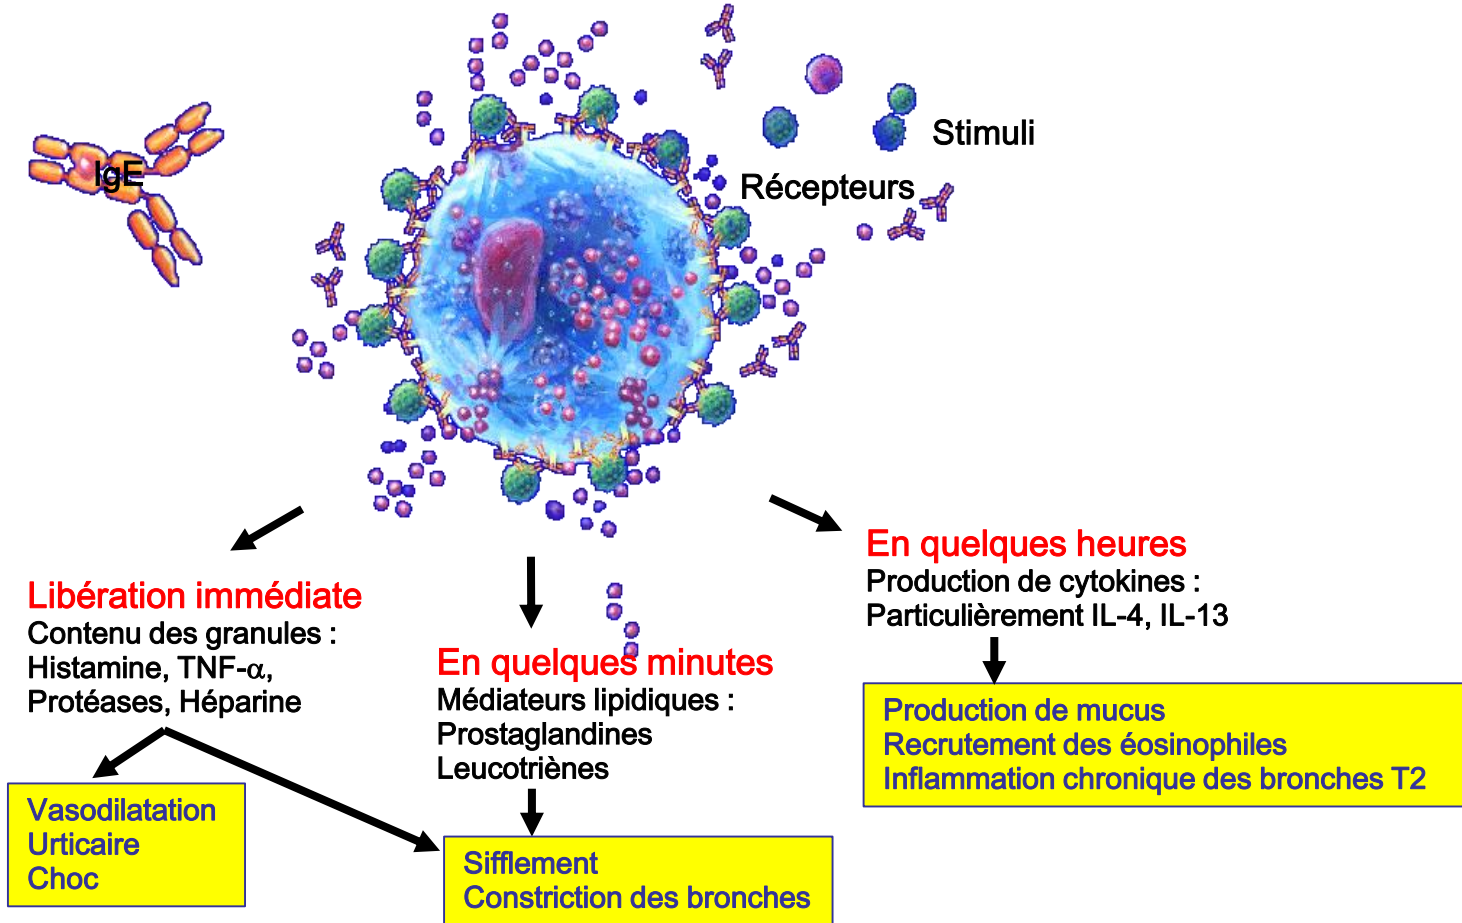 IgE
Stimuli
Récepteurs
Libération immédiate
Contenu des granules :
Histamine, TNF-α,
Protéases, Héparine
Vasodilatation
Urticaire
Choc
En quelques minutes
Médiateurs lipidiques :
Prostaglandines
Leucotriènes
Sifflement
Constriction des bronches
En quelques heures
Production de cytokines :
Particulièrement IL-4, IL-13
Production de mucus
Recrutement des éosinophiles
Inflammation chronique des bronches T2